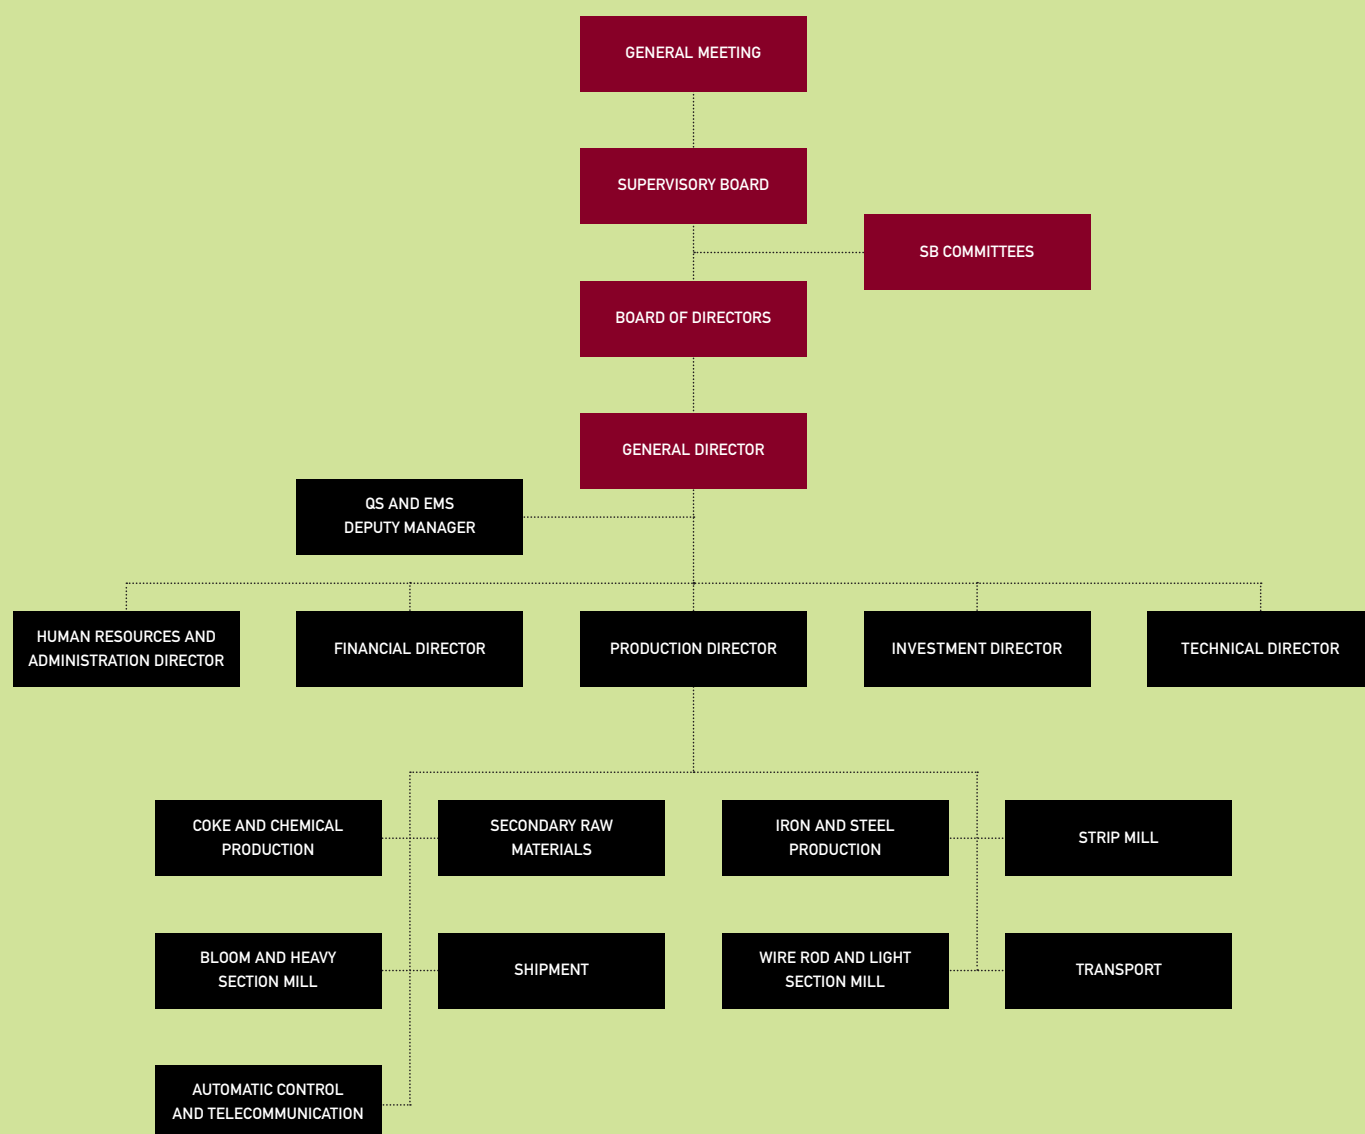 GENERAL MEETING
SUPERVISORY BOARD
SB COMMITTEES
BOARD OF DIRECTORS
GENERAL DIRECTOR
QS AND EMS
DEPUTY MANAGER
HUMAN RESOURCES AND
ADMINISTRATION DIRECTOR
FINANCIAL DIRECTOR
PRODUCTION DIRECTOR
INVESTMENT DIRECTOR
TECHNICAL DIRECTOR
COKE AND CHEMICAL
PRODUCTION
SECONDARY RAW
MATERIALS
IRON AND STEEL
PRODUCTION
STRIP MILL
BLOOM AND HEAVY
SECTION MILL
SHIPMENT
WIRE ROD AND LIGHT
SECTION MILL
TRANSPORT
AUTOMATIC CONTROL
AND TELECOMMUNICATION